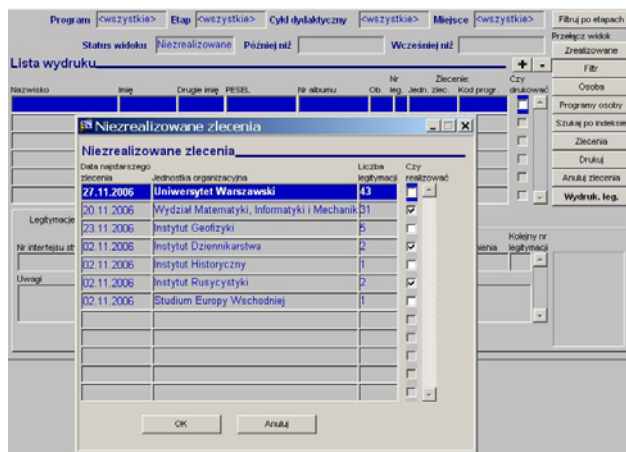 Program <wszystkie> Etap <wszystkie> Cykl dydaktyczny <wszystkie> Miejsce <wszystkie> Filtruj po etapach
Status widoku Niezrealizowane Później niż Wcześniej niż Przełącz widok
Zrealizowane
Lista wydruku + -
Filtr
Nr Zlecenie: Czy
Nazwisko Imię Drugie imię PESEL Nr albumu Ob. leg. Jedn. zlec. Kod progr. drukować
Osoba
Programy osoby
Szukaj po indeksie
Zlecenia
Drukuj
Anuluj zlecenia
Wydruk. leg.
Niezrealizowane zlecenia
Niezrealizowane zlecenia
Data najstarszego Liczba Czy
zlecenia Jednostka organizacyjna legitymacji realizować
27.11.2006 Uniwersytet Warszawski 43
20.11.2006 Wydział Matematyki, Informatyki i Mechanik 31
23.11.2006 Instytut Geofizyki 5
02.11.2006 Instytut Dziennikarstwa 2
02.11.2006 Instytut Historyczny 1
02.11.2006 Instytut Rusycystyki 2
02.11.2006 Studium Europy Wschodniej 1
OK Anuluj
Legitymacje
Kolejny nr
Nr interfejsu legitymacji
Uwagi